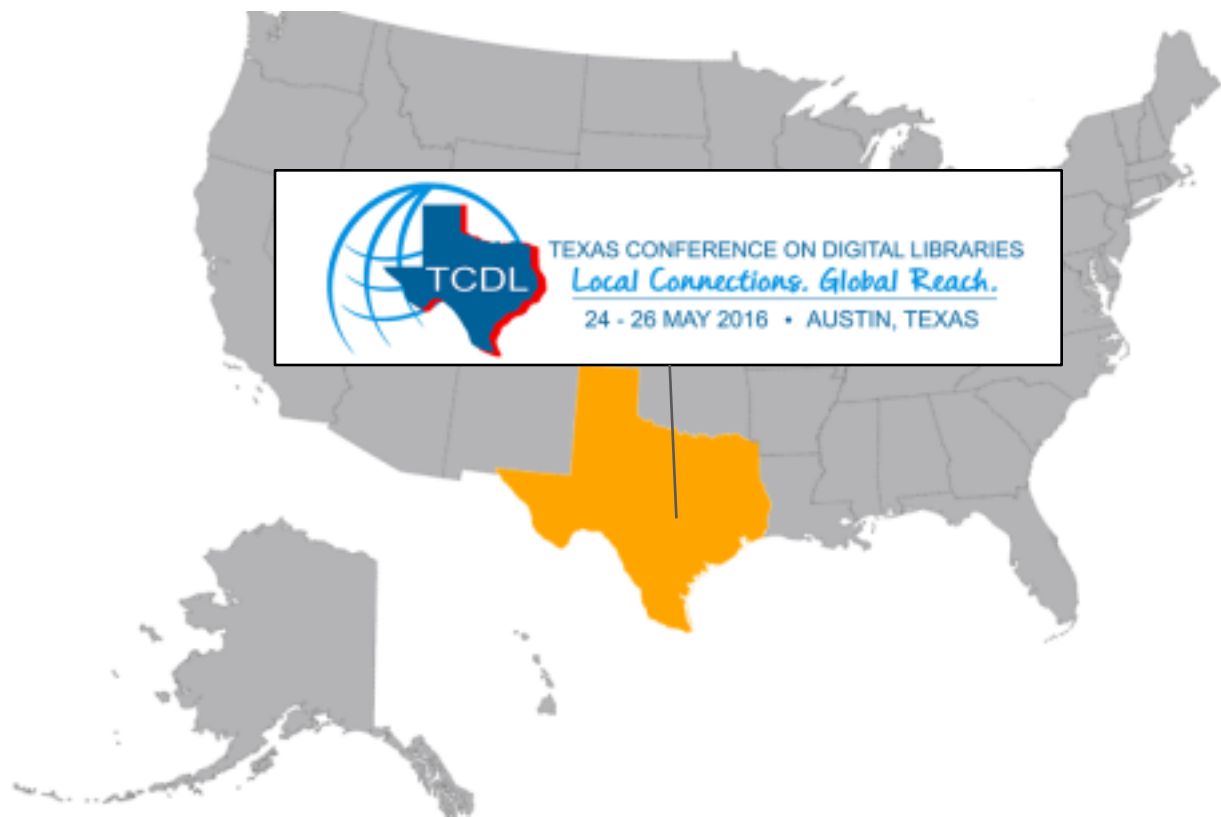 TCDL
TEXAS CONFERENCE ON DIGITAL LIBRARIES
Local Connections. Global Reach.
24 - 26 MAY 2016 • AUSTIN, TEXAS